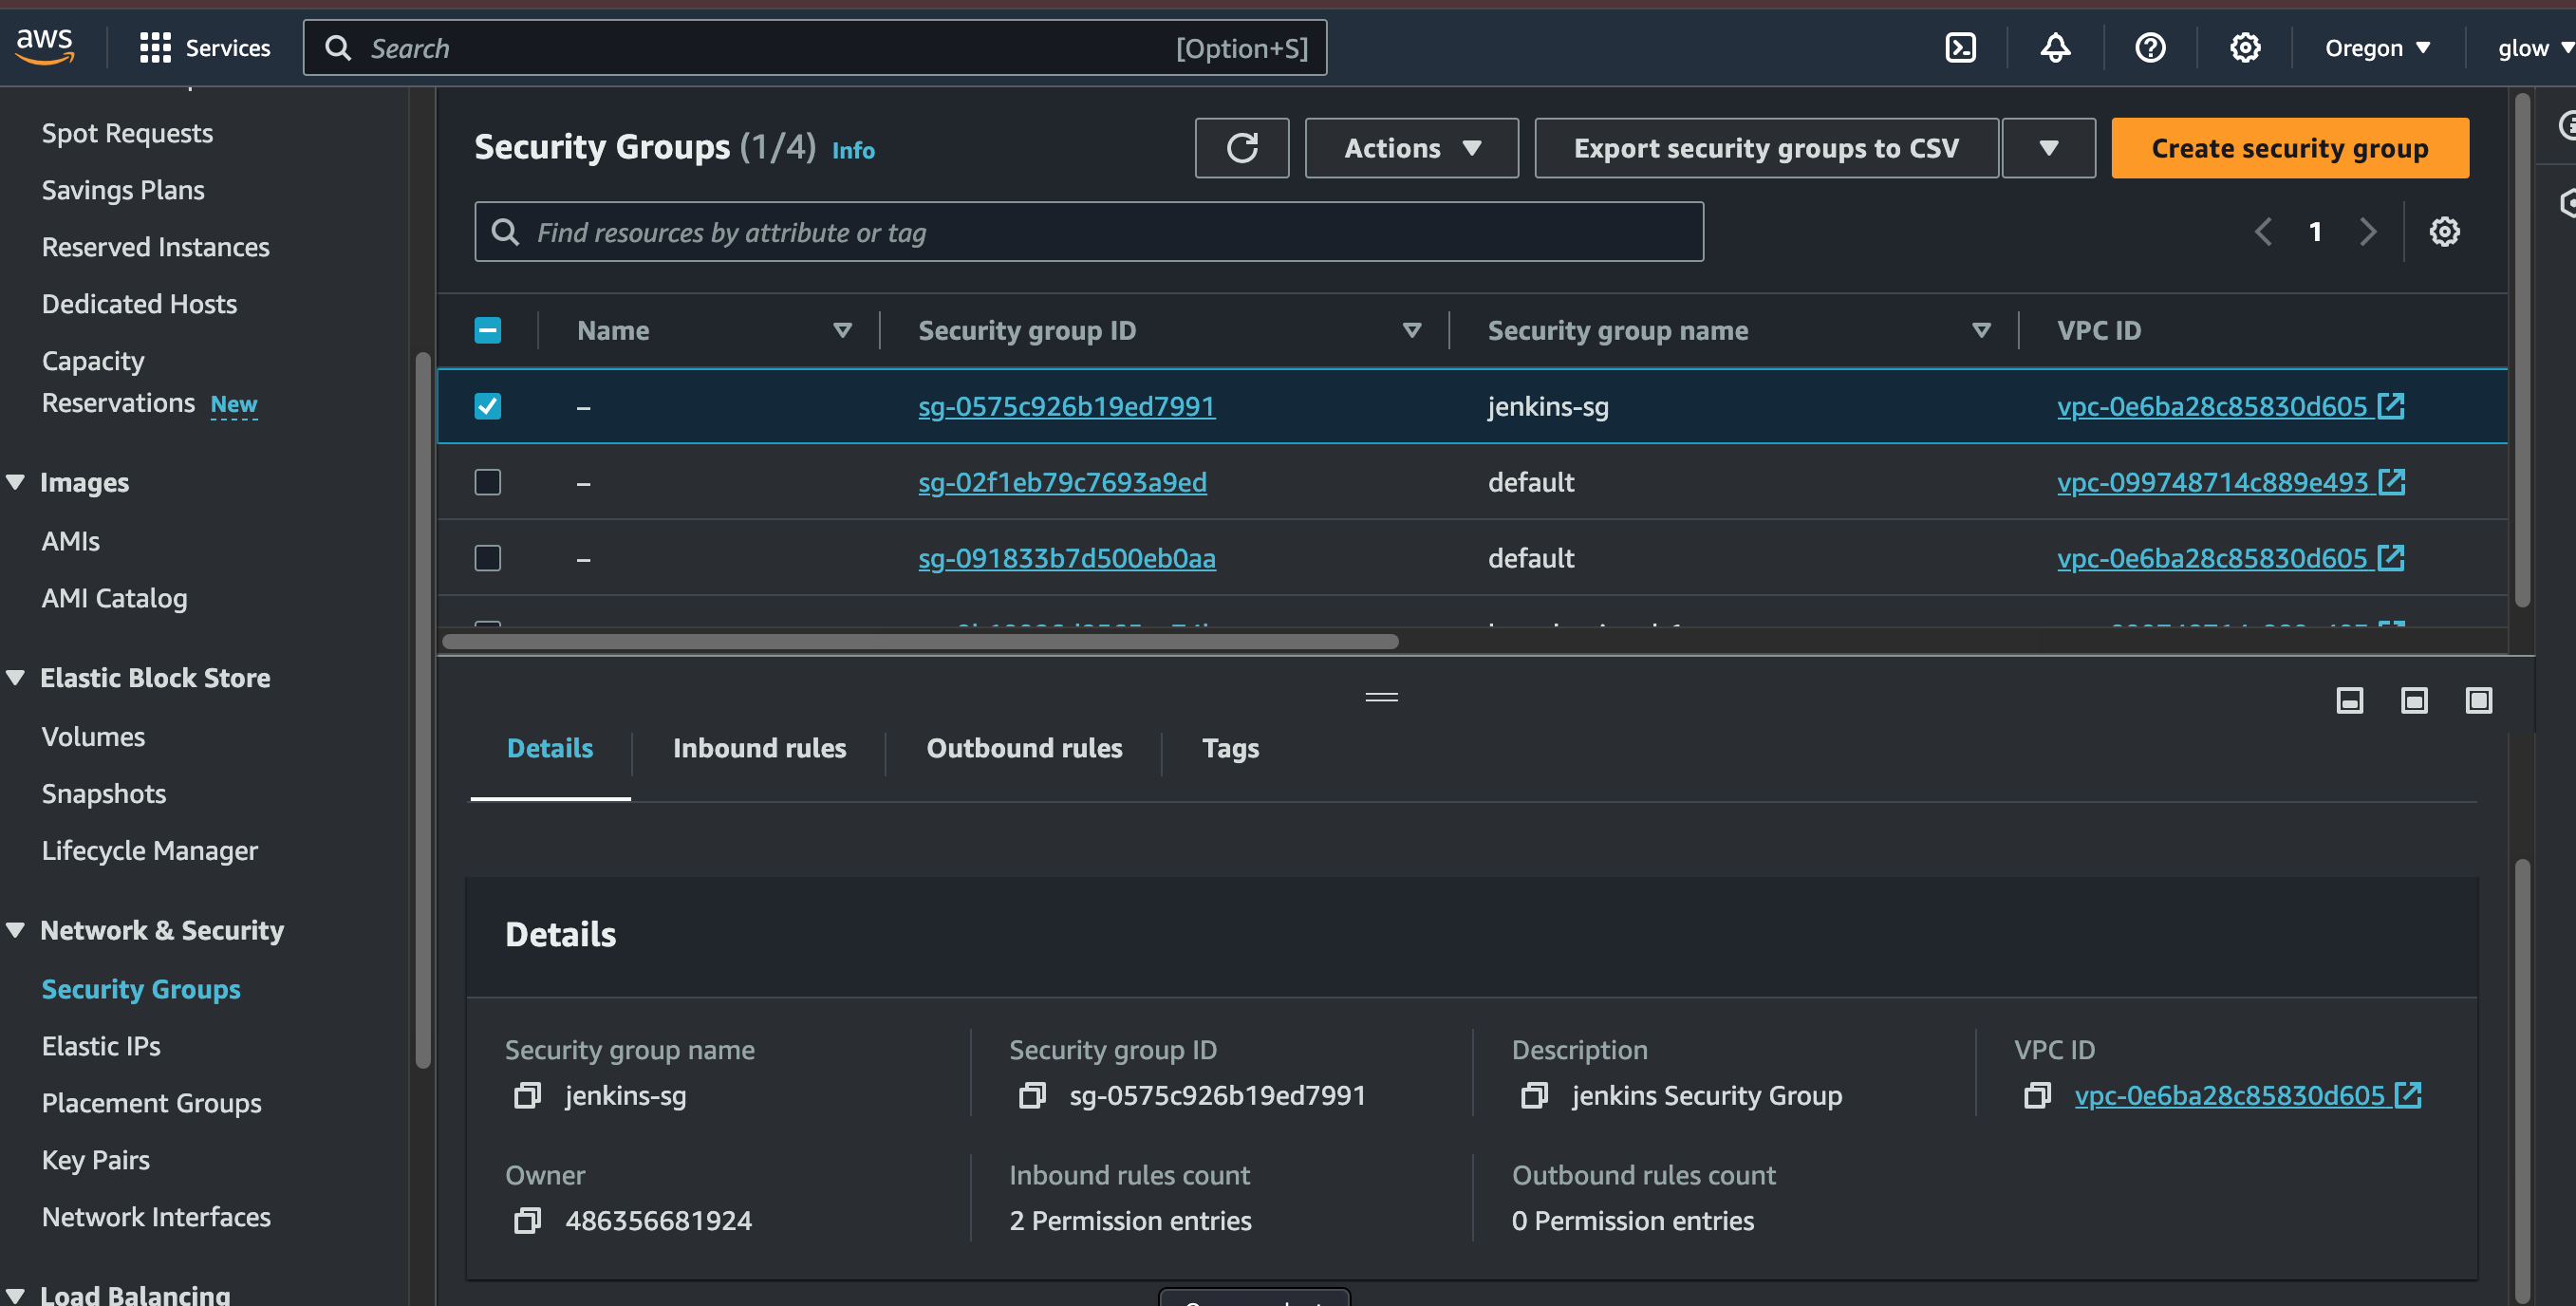 aws
Services
Search [Option+S]
Oregon
glow
Spot Requests
Savings Plans
Reserved Instances
Dedicated Hosts
Capacity
Reservations New
Images
AMIs
AMI Catalog
Elastic Block Store
Volumes
Snapshots
Lifecycle Manager
Network & Security
Security Groups
Elastic IPs
Placement Groups
Key Pairs
Network Interfaces
Load Balancing
Security Groups (1/4) Info
Actions
Export security groups to CSV
Create security group
Find resources by attribute or tag
1
Name Security group ID Security group name VPC ID
– sg-0575c926b19ed7991 jenkins-sg vpc-0e6ba28c85830d605
– sg-02f1eb79c7693a9ed default vpc-099748714c889e493
– sg-091833b7d500eb0aa default vpc-0e6ba28c85830d605
Details Inbound rules Outbound rules Tags
Details
Security group name Security group ID Description VPC ID
jenkins-sg sg-0575c926b19ed7991 jenkins Security Group vpc-0e6ba28c85830d605
Owner Inbound rules count Outbound rules count
486356681924 2 Permission entries 0 Permission entries